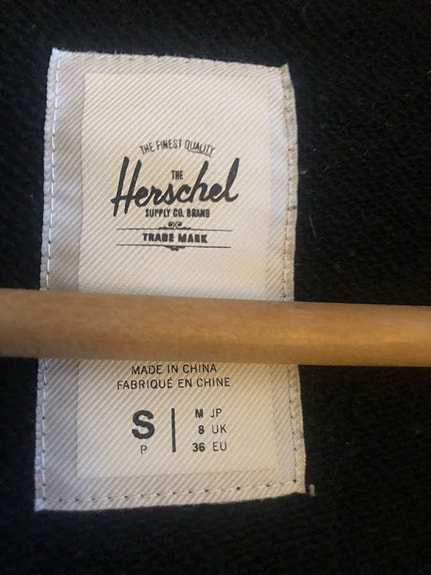 THE FINEST QUALITY
THE
Herschel
SUPPLY CO. BRAND
TRADE MARK
MADE IN CHINA
FABRIQUÉ EN CHINE
S M JP
8 UK
P 36 EU